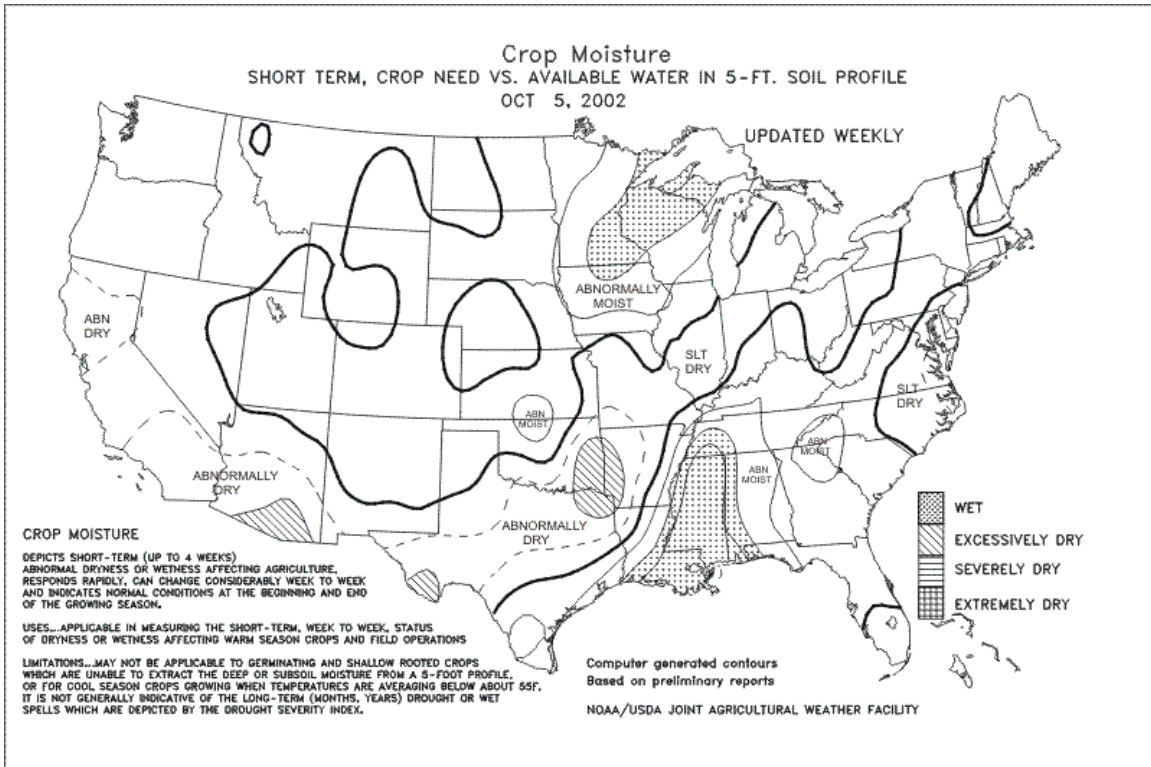 Crop Moisture
SHORT TERM, CROP NEED VS. AVAILABLE WATER IN 5-FT. SOIL PROFILE
OCT 5, 2002
UPDATED WEEKLY
ABNORMALLY
MOIST
ABN
DRY
SLT
DRY
SLT
DRY
ABN
MOIST
ABN
MOIST
ABN
MOIST
ABNORMALLY
DRY
ABNORMALLY
DRY
WET
EXCESSIVELY DRY
SEVERELY DRY
EXTREMELY DRY
CROP MOISTURE
DEPICTS SHORT-TERM (UP TO 4 WEEKS)
ABNORMAL DRYNESS OR WETNESS AFFECTING AGRICULTURE,
RESPONDS RAPIDLY, CAN CHANGE CONSIDERABLY WEEK TO WEEK
AND INDICATES NORMAL CONDITIONS AT THE BEGINNING AND END
OF THE GROWING SEASON.
USES...APPLICABLE IN MEASURING THE SHORT-TERM, WEEK TO WEEK, STATUS
OF DRYNESS OR WETNESS AFFECTING WARM SEASON CROPS AND FIELD OPERATIONS
LIMITATIONS...MAY NOT BE APPLICABLE TO GERMINATING AND SHALLOW ROOTED CROPS
WHICH ARE UNABLE TO EXTRACT THE DEEP OR SUBSOIL MOISTURE FROM A 5-FOOT PROFILE,
OR FOR COOL SEASON CROPS GROWING WHEN TEMPERATURES ARE AVERAGING BELOW ABOUT 55F.
IT IS NOT GENERALLY INDICATIVE OF THE LONG-TERM (MONTHS, YEARS) DROUGHT OR WET
SPELLS WHICH ARE DEPICTED BY THE DROUGHT SEVERITY INDEX.
Computer generated contours
Based on preliminary reports
NOAA/USDA JOINT AGRICULTURAL WEATHER FACILITY